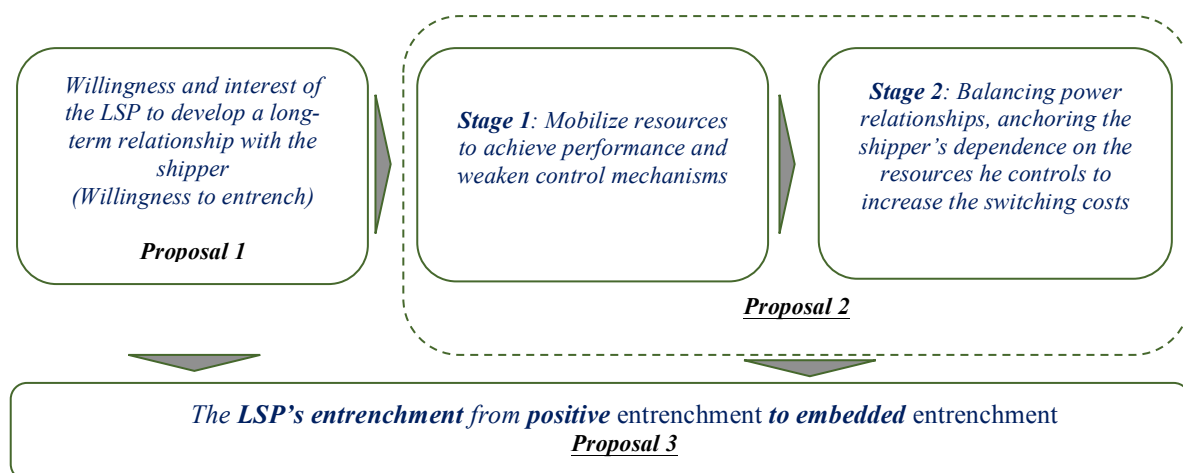 Willingness and interest of
the LSP to develop a long-
term relationship with the
shipper
(Willingness to entrench)
Proposal 1
Stage 1: Mobilize resources
to achieve performance and
weaken control mechanisms
Stage 2: Balancing power
relationships, anchoring the
shipper’s dependence on the
resources he controls to
increase the switching costs
Proposal 2
The LSP’s entrenchment from positive entrenchment to embedded entrenchment
Proposal 3